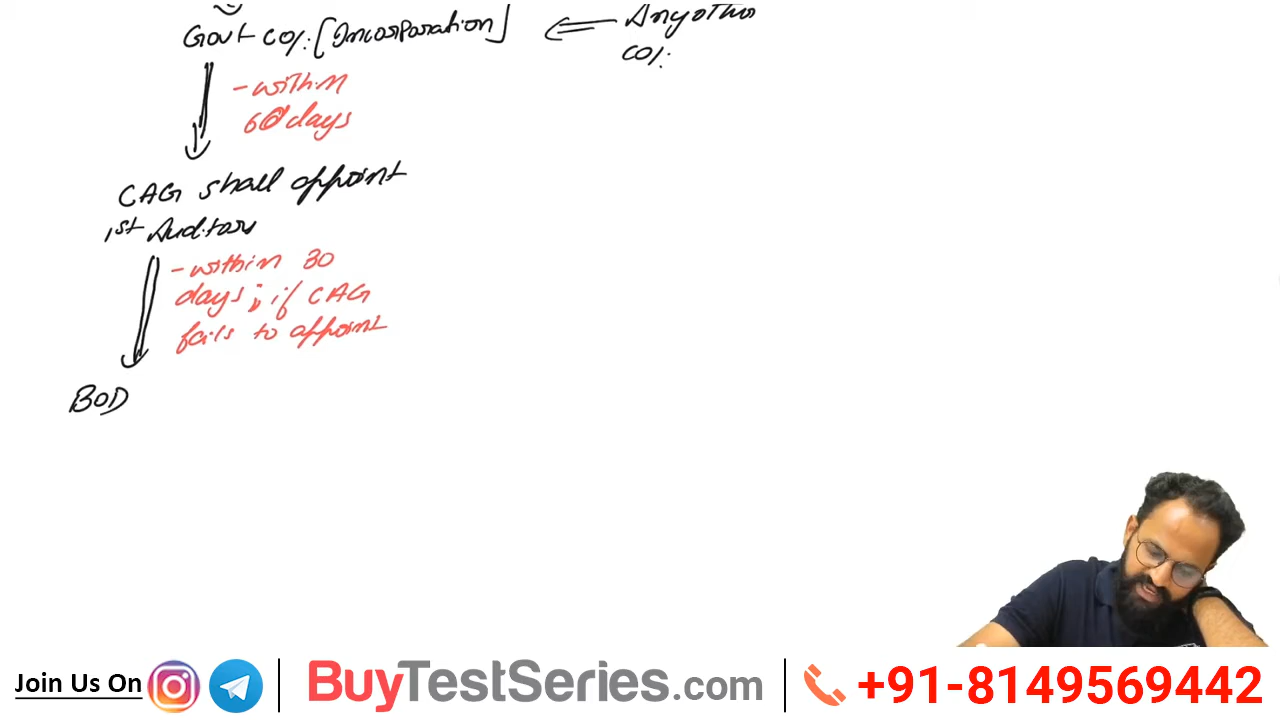 Govt co/: [Incorporation]
Any other
co/:
- within
60 days
CAG shall appoint
1st Auditor
- within 30
days; if CAG
fails to appoint
BOD
Join Us On
BuyTestSeries.com
+91-8149569442